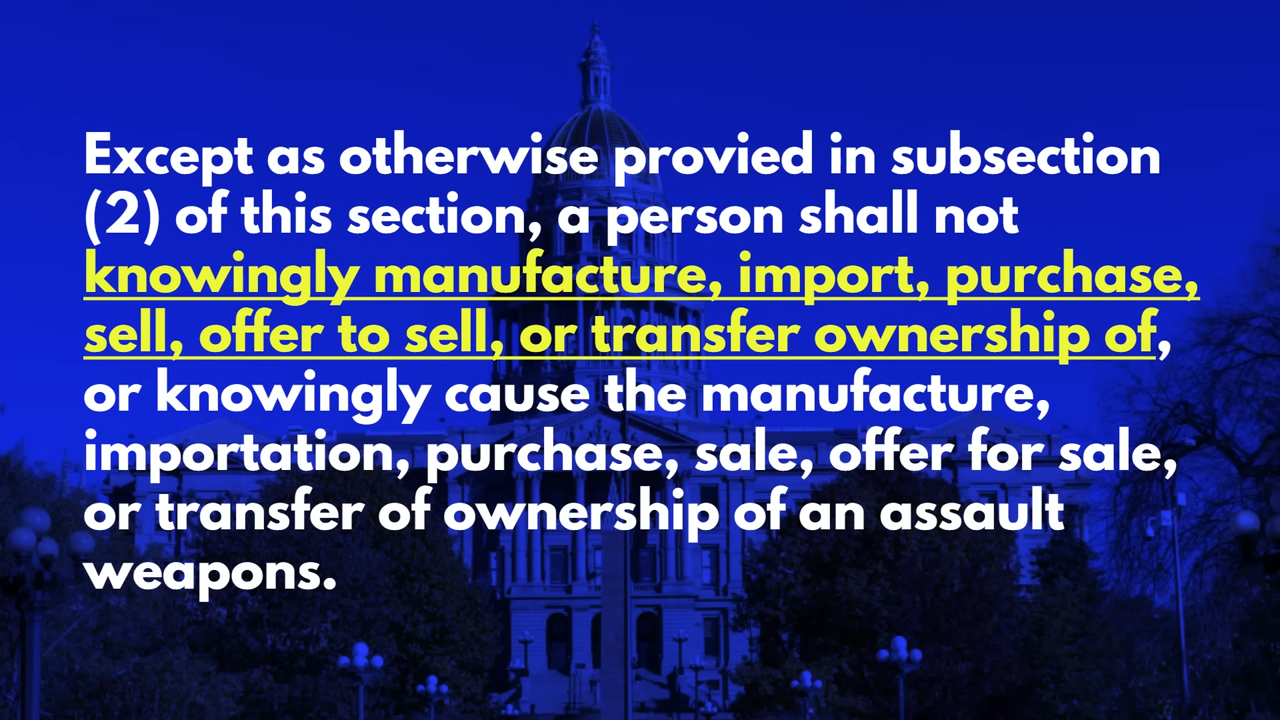 Except as otherwise provied in subsection
(2) of this section, a person shall not
knowingly manufacture, import, purchase,
sell, offer to sell, or transfer ownership of,
or knowingly cause the manufacture,
importation, purchase, sale, offer for sale,
or transfer of ownership of an assault
weapons.